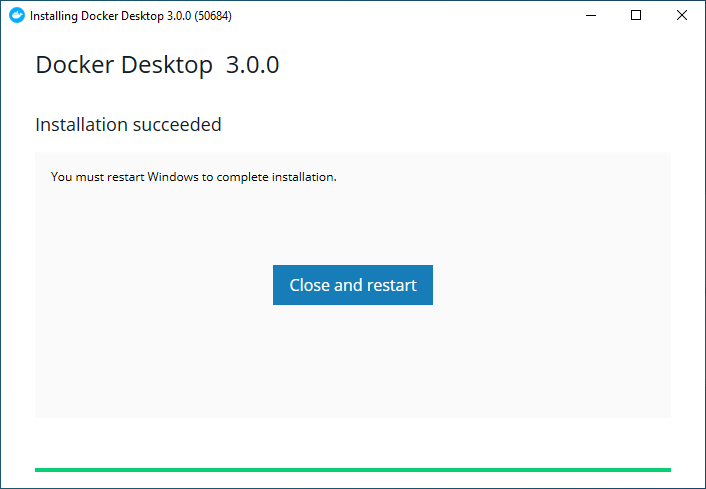 Installing Docker Desktop 3.0.0 (50684)
Docker Desktop 3.0.0
Installation succeeded
You must restart Windows to complete installation.
Close and restart